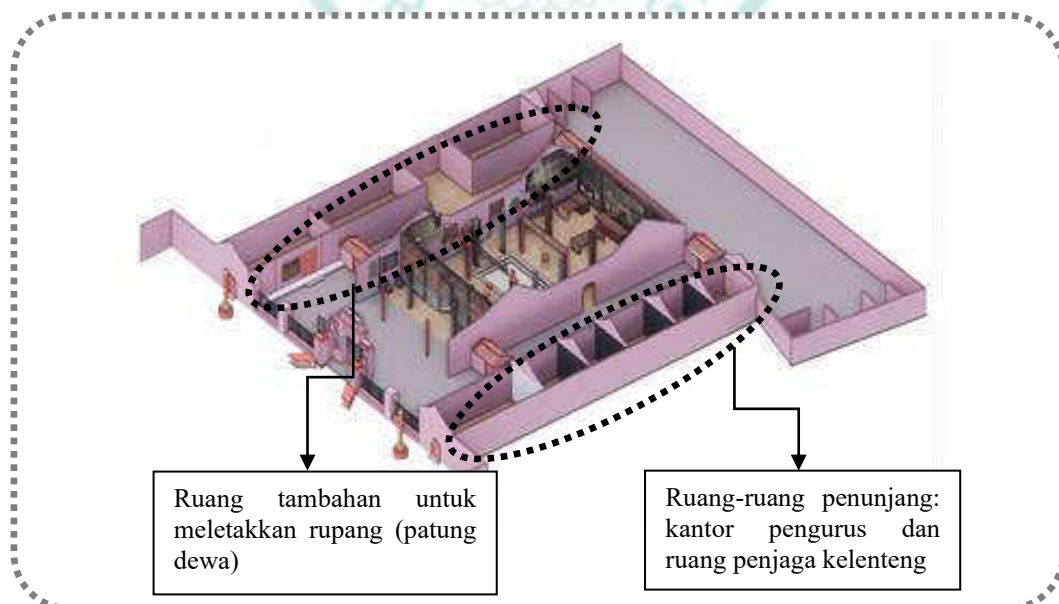 Ruang tambahan untuk
meletakkan rupang (patung
dewa)
Ruang-ruang penunjang:
kantor pengurus dan
ruang penjaga kelenteng